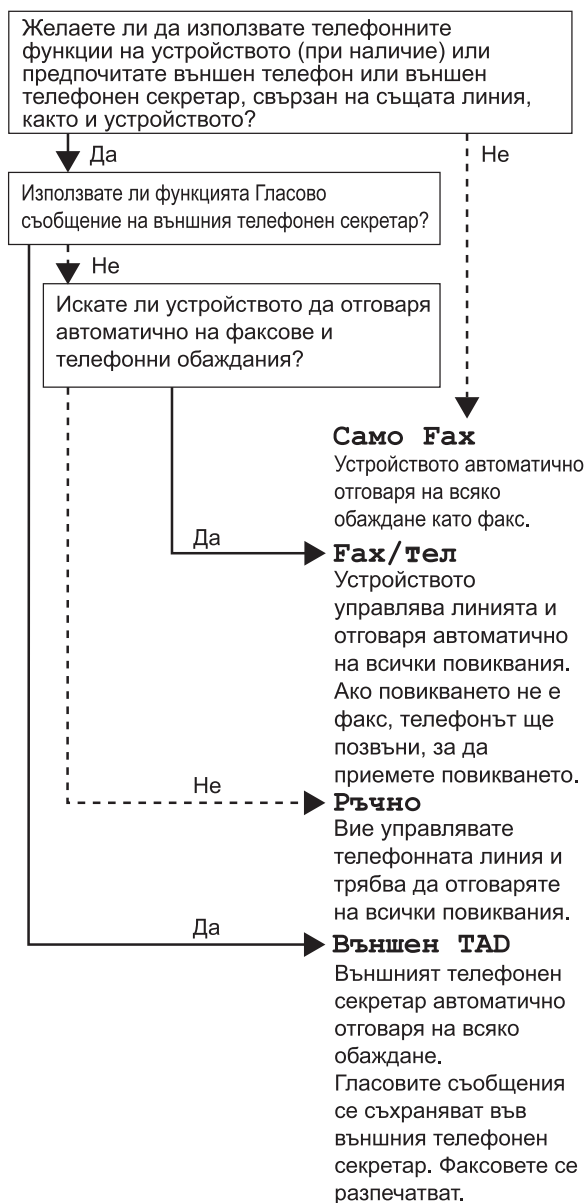 Желаете ли да използвате телефонните
функции на устройството (при наличие) или
предпочитате външен телефон или външен
телефонен секретар, свързан на същата линия,
както и устройството?
Да
Не
Използвате ли функцията Гласово
съобщение на външния телефонен секретар?
Не
Искате ли устройството да отговаря
автоматично на факсове и
телефонни обаждания?
Само Fax
Устройството автоматично
отговаря на всяко
обаждане като факс.
Да
Fax/Тел
Устройството
управлява линията и
отговаря автоматично
на всички повиквания.
Ако повикването не е
факс, телефонът ще
позвъни, за да
приемете повикването.
Не
Ръчно
Вие управлявате
телефонната линия и
трябва да отговаряте
на всички повиквания.
Да
Външен TAD
Външният телефонен
секретар автоматично
отговаря на всяко
обаждане.
Гласовите съобщения
се съхраняват във
външния телефонен
секретар. Факсовете се
разпечатват.